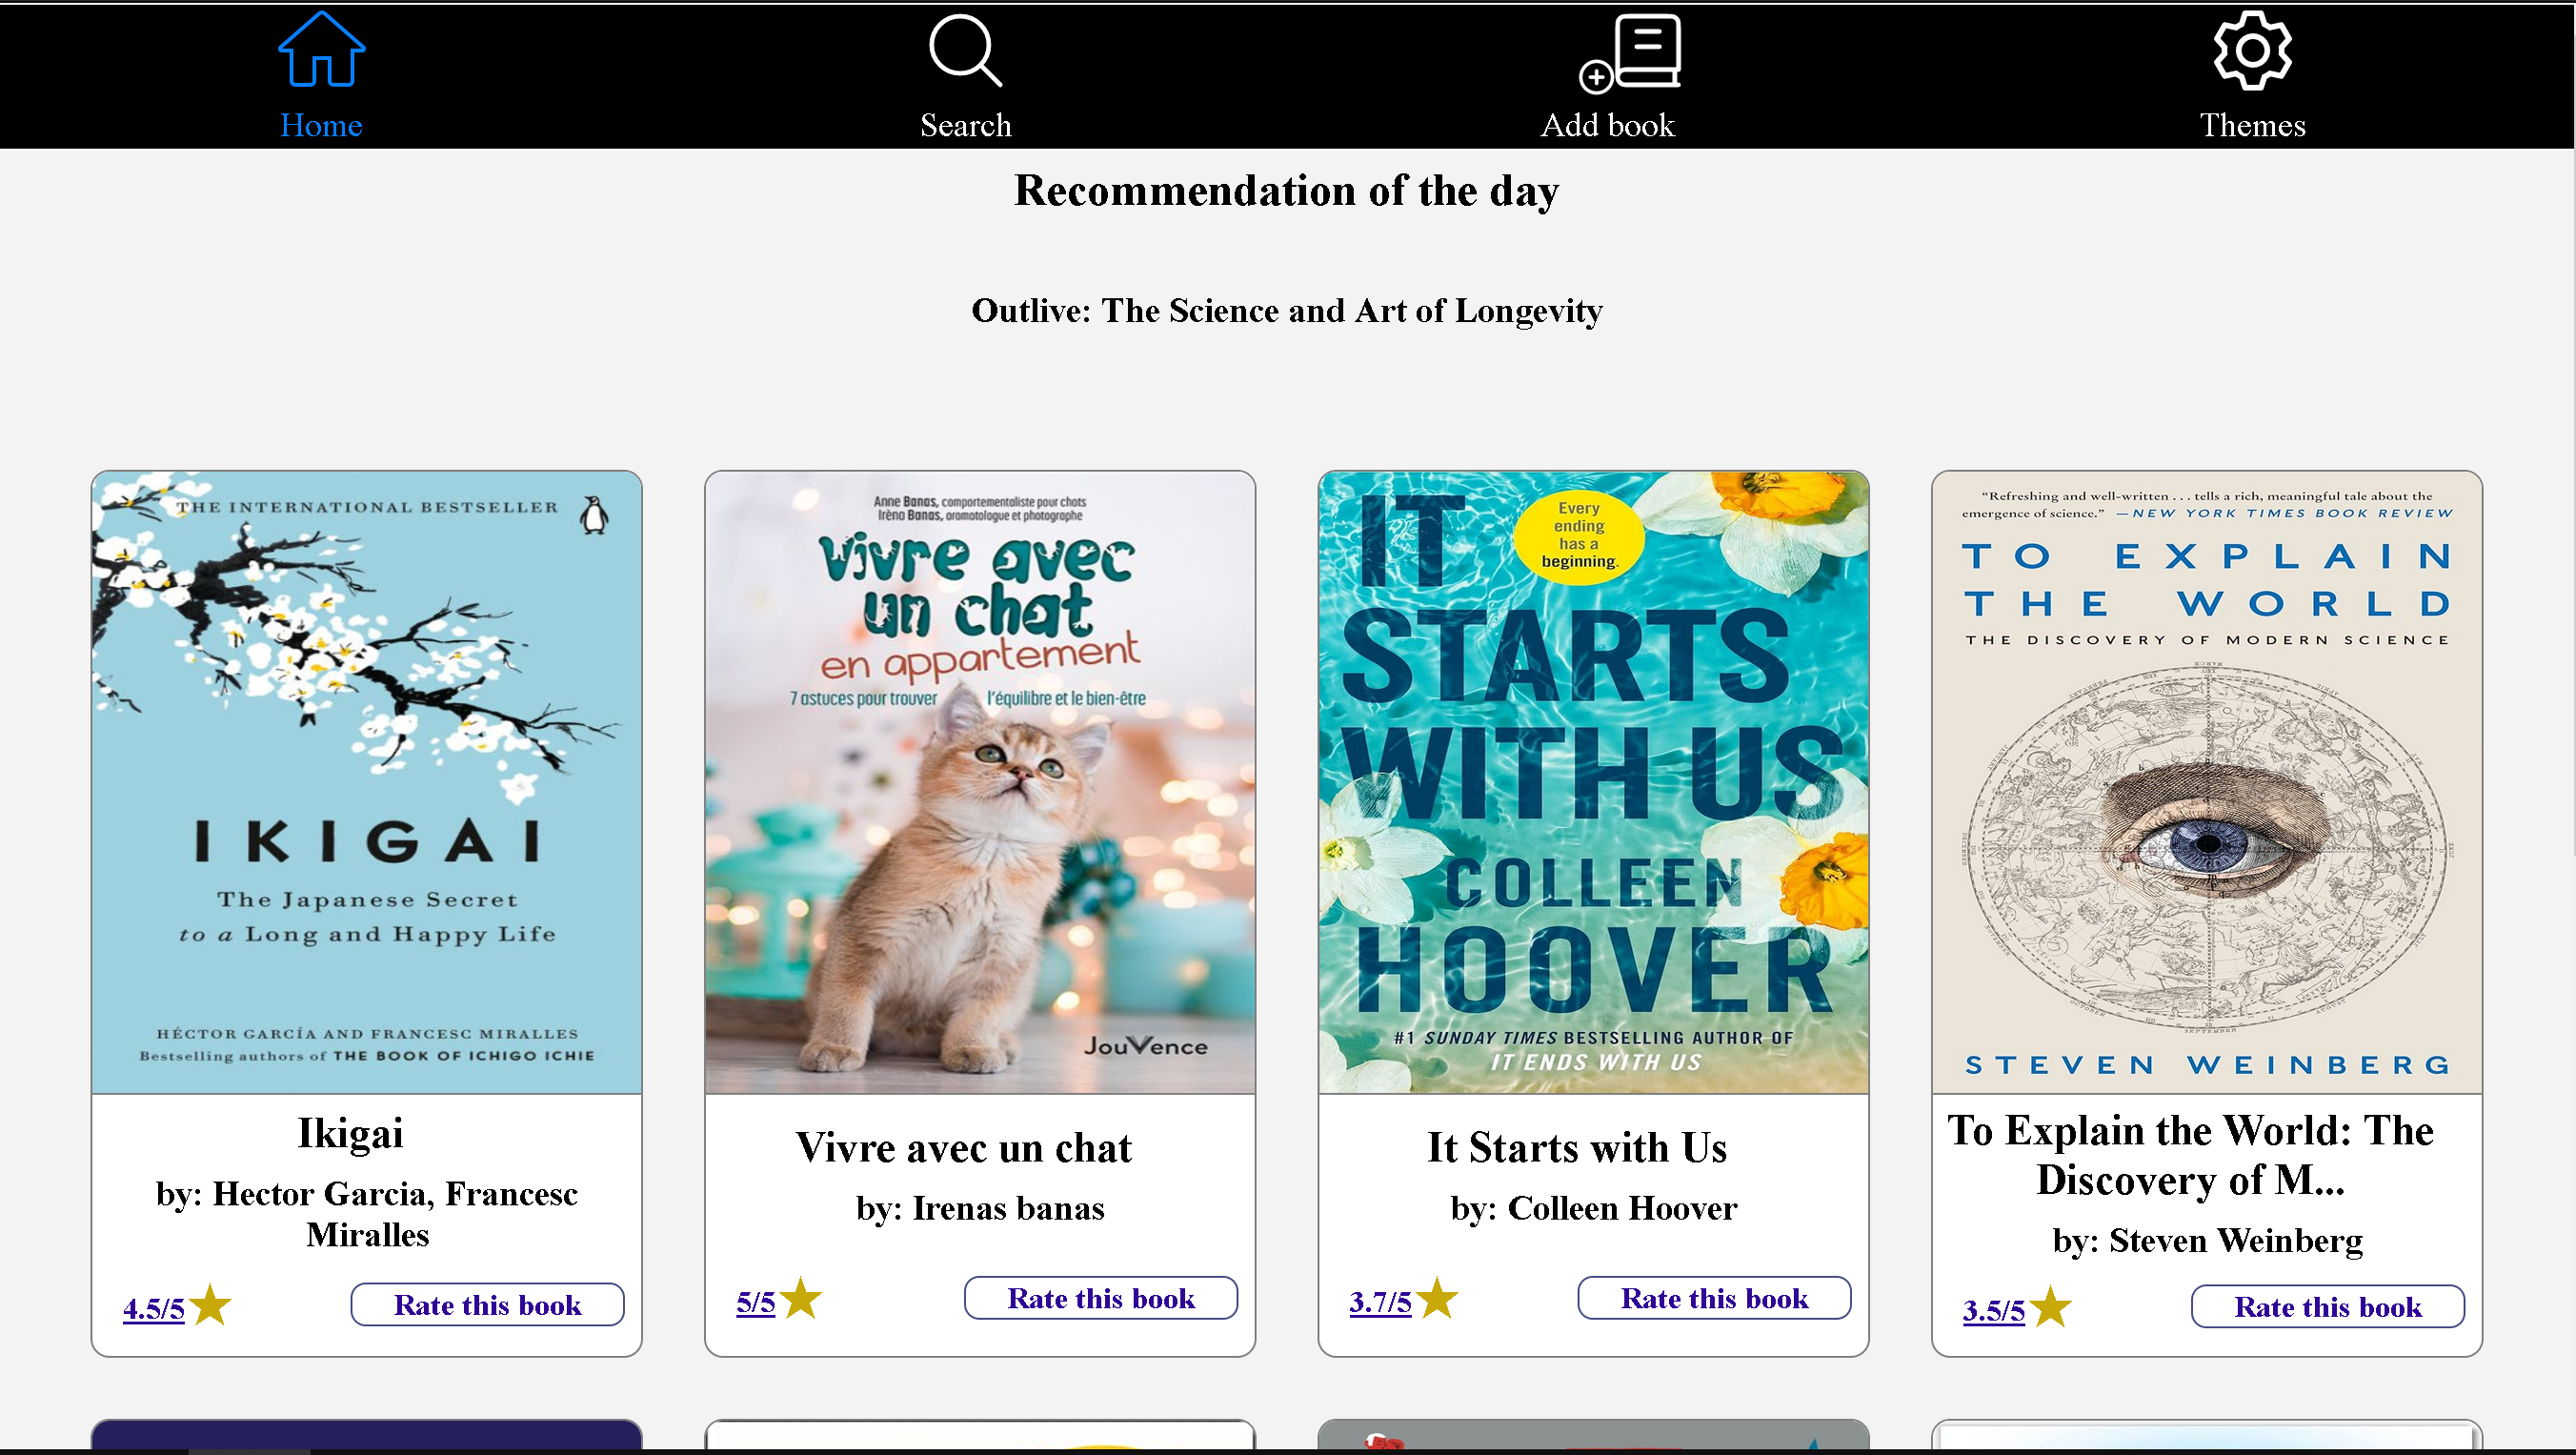 Home
Search
Add book
Themes
Recommendation of the day
Outlive: The Science and Art of Longevity
THE INTERNATIONAL BESTSELLER
IKIGAI
The Japanese Secret
to a Long and Happy Life
HÉCTOR GARCÍA AND FRANCESC MIRALLES
Bestselling authors of THE BOOK OF ICHIGO ICHIE
Ikigai
by: Hector Garcia, Francesc
Miralles
4.5/5
Rate this book
Anne Banas, comportementaliste pour chats
Irèna Banas, aromatologue et photographe
vivre avec
un chat
en appartement
7 astuces pour trouver l'équilibre et le bien-être
JouVence
Vivre avec un chat
by: Irenas banas
5/5
Rate this book
IT
Every
ending
has a
beginning.
STARTS
WITH US
COLLEEN
HOOVER
#1 SUNDAY TIMES BESTSELLING AUTHOR OF
IT ENDS WITH US
It Starts with Us
by: Colleen Hoover
3.7/5
Rate this book
"Refreshing and well-written . . . tells a rich, meaningful tale about the
emergence of science." —NEW YORK TIMES BOOK REVIEW
TO EXPLAIN
THE WORLD
THE DISCOVERY OF MODERN SCIENCE
STEVEN WEINBERG
To Explain the World: The
Discovery of M...
by: Steven Weinberg
3.5/5
Rate this book